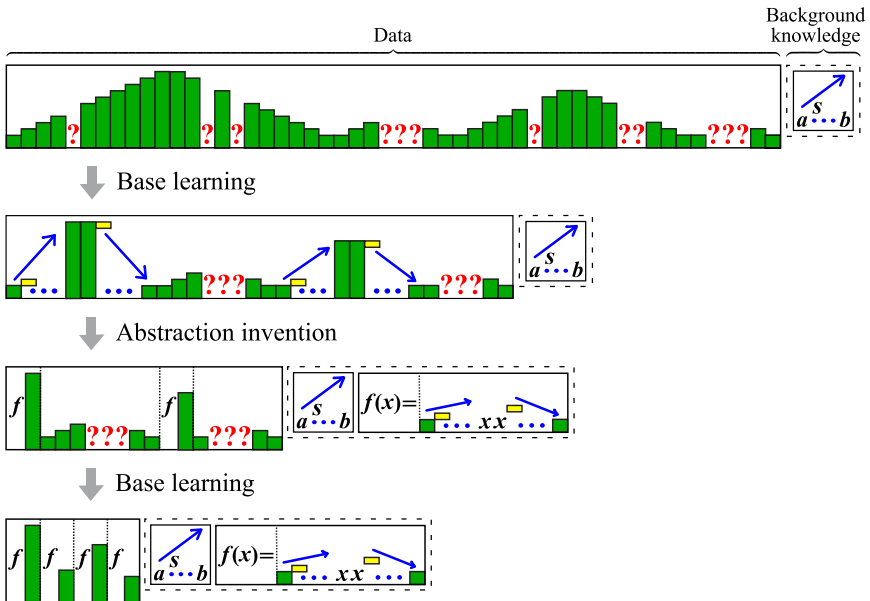 Data
Background
knowledge
? ? ? ??? ? ?? ???
s
a ••• b
Base learning
••• ••• ??? ••• ••• ???
s
a ••• b
Abstraction invention
f ??? f ???
s
a ••• b
f(x)= ••• xx •••
Base learning
f f f f
s
a •••• b
f(x)= ••• xx •••